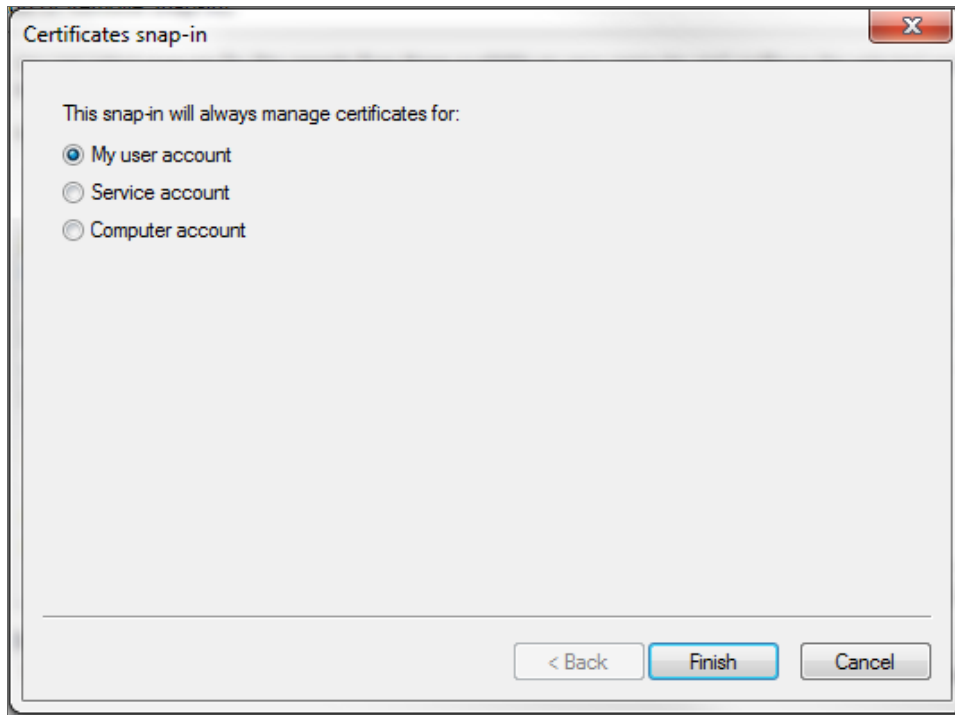 Certificates snap-in
This snap-in will always manage certificates for:
My user account
Service account
Computer account
< Back
Finish
Cancel